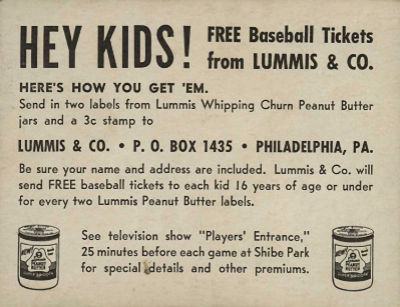 HEY KIDS! FREE Baseball Tickets
from LUMMIS & CO.
HERE'S HOW YOU GET 'EM.
Send in two labels from Lummis Whipping Churn Peanut Butter
jars and a 3c stamp to
LUMMIS & CO. • P. O. BOX 1435 • PHILADELPHIA, PA.
Be sure your name and address are included. Lummis & Co. will
send FREE baseball tickets to each kid 16 years of age or under
for every two Lummis Peanut Butter labels.
See television show "Players' Entrance,"
25 minutes before each game at Shibe Park
for special details and other premiums.
PEANUT
BUTTER
PEANUT
BUTTER